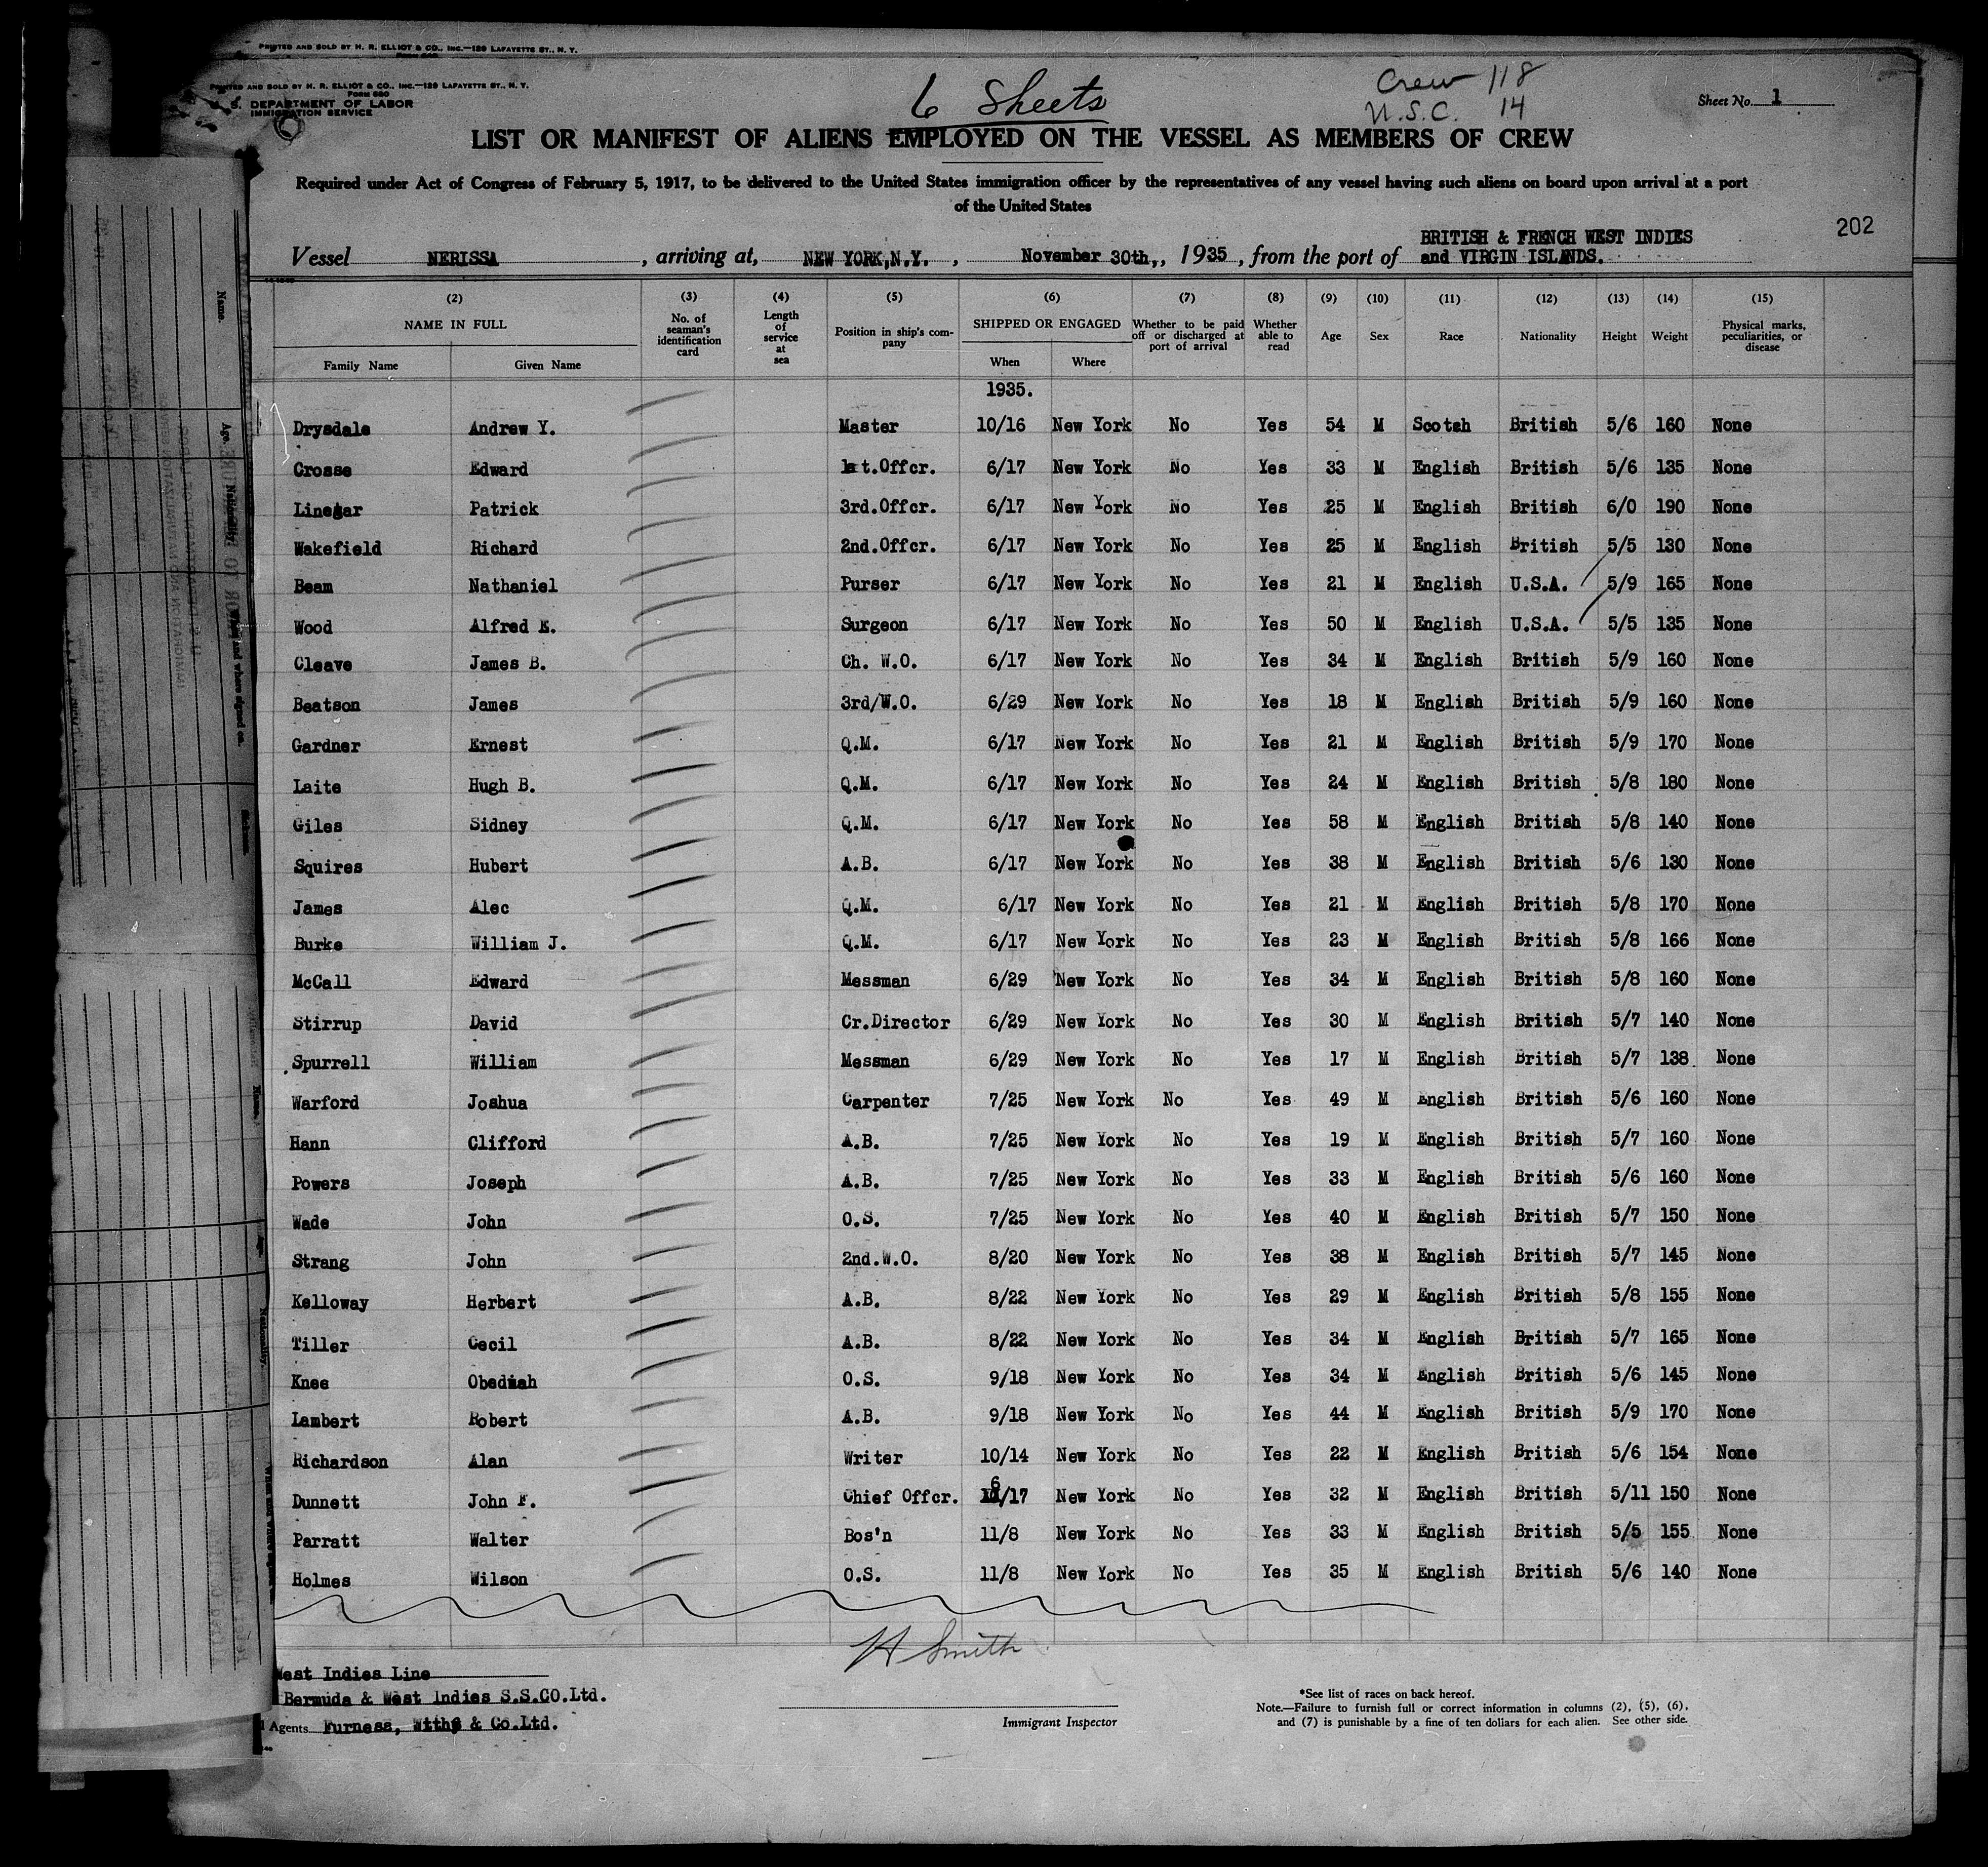 PRINTED AND SOLD BY H. R. ELLIOT & CO., INC.—129 LAFAYETTE ST., N. Y.
PRINTED AND SOLD BY H. R. ELLIOT & CO., INC.—129 LAFAYETTE ST., N. Y.
FORM 680
U. S. DEPARTMENT OF LABOR
IMMIGRATION SERVICE
6 Sheets
Crew 118
U.S.C. 14
Sheet No. 1
LIST OR MANIFEST OF ALIENS EMPLOYED ON THE VESSEL AS MEMBERS OF CREW
Required under Act of Congress of February 5, 1917, to be delivered to the United States immigration officer by the representatives of any vessel having such aliens on board upon arrival at a port
of the United States
202
BRITISH & FRENCH WEST INDIES
Vessel NERISSA, arriving at, NEW YORK,N.Y., November 30th,, 1935, from the port of and VIRGIN ISLANDS.
(2) (3) (4) (5) (6) (7) (8) (9) (10) (11) (12) (13) (14) (15)
NAME IN FULL No. of seaman's identification card Length of service at sea Position in ship's company SHIPPED OR ENGAGED Whether to be paid off or discharged at port of arrival Whether able to read Age Sex Race Nationality Height Weight Physical marks, peculiarities, or disease
Family Name Given Name When Where
1935.
Drysdale Andrew Y. Master 10/16 New York No Yes 54 M Scotch British 5/6 160 None
Crosse Edward 1st.Offcr. 6/17 New York No Yes 33 M English British 5/6 135 None
Linegar Patrick 3rd.Offcr. 6/17 New York No Yes 25 M English British 6/0 190 None
Wakefield Richard 2nd.Offcr. 6/17 New York No Yes 25 M English British 5/5 130 None
Beam Nathaniel Purser 6/17 New York No Yes 21 M English U.S.A. 5/9 165 None
Wood Alfred E. Surgeon 6/17 New York No Yes 50 M English U.S.A. 5/5 135 None
Cleave James B. Ch. W.O. 6/17 New York No Yes 34 M English British 5/9 160 None
Beatson James 3rd/W.O. 6/29 New York No Yes 18 M English British 5/9 160 None
Gardner Ernest Q.M. 6/17 New York No Yes 21 M English British 5/9 170 None
Laite Hugh B. Q.M. 6/17 New York No Yes 24 M English British 5/8 180 None
Giles Sidney Q.M. 6/17 New York No Yes 58 M English British 5/8 140 None
Squires Hubert A.B. 6/17 New York No Yes 38 M English British 5/6 130 None
James Alec Q.M. 6/17 New York No Yes 21 M English British 5/8 170 None
Burke William J. Q.M. 6/17 New York No Yes 23 M English British 5/8 166 None
McCall Edward Messman 6/29 New York No Yes 34 M English British 5/8 160 None
Stirrup David Cr.Director 6/29 New York No Yes 30 M English British 5/7 140 None
Spurrell William Messman 6/29 New York No Yes 17 M English British 5/7 138 None
Warford Joshua Carpenter 7/25 New York No Yes 49 M English British 5/6 160 None
Hann Clifford A.B. 7/25 New York No Yes 19 M English British 5/7 160 None
Powers Joseph A.B. 7/25 New York No Yes 33 M English British 5/6 160 None
Wade John O.S. 7/25 New York No Yes 40 M English British 5/7 150 None
Strang John 2nd.W.O. 8/20 New York No Yes 38 M English British 5/7 145 None
Kelloway Herbert A.B. 8/22 New York No Yes 29 M English British 5/8 155 None
Tiller Cecil A.B. 8/22 New York No Yes 34 M English British 5/7 165 None
Knee Obediah O.S. 9/18 New York No Yes 34 M English British 5/6 145 None
Lambert Robert A.B. 9/18 New York No Yes 44 M English British 5/9 170 None
Richardson Alan Writer 10/14 New York No Yes 22 M English British 5/6 154 None
Dunnett John F. Chief Offcr. 6/17 New York No Yes 32 M English British 5/11 150 None
Parratt Walter Bos'n 11/8 New York No Yes 33 M English British 5/5 155 None
Holmes Wilson O.S. 11/8 New York No Yes 35 M English British 5/6 140 None
H Smith
West Indies Line
Bermuda & West Indies S.S.CO.Ltd.
Agents Furness, Withy & Co.Ltd.
Immigrant Inspector
*See list of races on back hereof.
Note.—Failure to furnish full or correct information in columns (2), (5), (6),
and (7) is punishable by a fine of ten dollars for each alien. See other side.